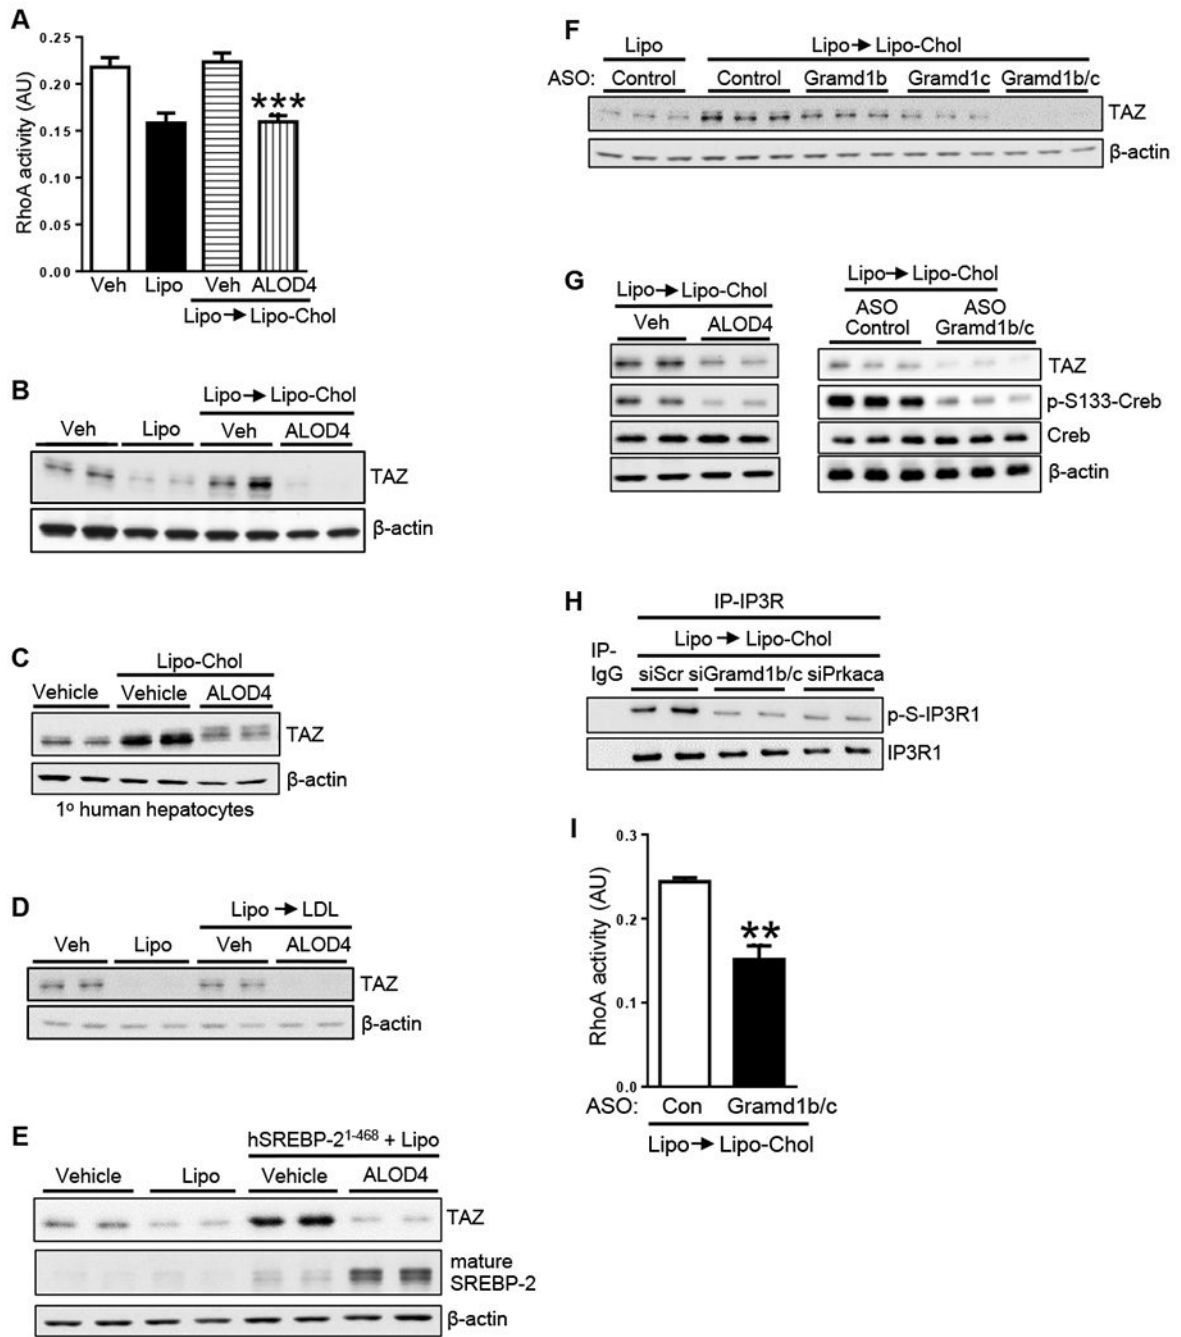 A
0.25
0.20
0.15
0.10
0.05
0.00
RhoA activity (AU)
***
Veh Lipo Veh ALOD4
Lipo→Lipo-Chol
B
Lipo→Lipo-Chol
Veh Lipo Veh ALOD4
TAZ
β-actin
C
Lipo-Chol
Vehicle Vehicle ALOD4
TAZ
β-actin
1º human hepatocytes
D
Lipo→LDL
Veh Lipo Veh ALOD4
TAZ
β-actin
E
hSREBP-2¹⁻⁴⁶⁸ + Lipo
Vehicle Lipo Vehicle ALOD4
TAZ
mature
SREBP-2
β-actin
F
Lipo Lipo→Lipo-Chol
ASO: Control Control Gramd1b Gramd1c Gramd1b/c
TAZ
β-actin
G
Lipo→Lipo-Chol
Veh ALOD4
Lipo→Lipo-Chol
ASO ASO
Control Gramd1b/c
TAZ
p-S133-Creb
Creb
β-actin
H
IP-IP3R
Lipo→Lipo-Chol
IP-
IgG
siScr siGramd1b/c siPrkaca
p-S-IP3R1
IP3R1
I
0.3
0.2
0.1
0.0
RhoA activity (AU)
**
ASO: Con Gramd1b/c
Lipo→Lipo-Chol